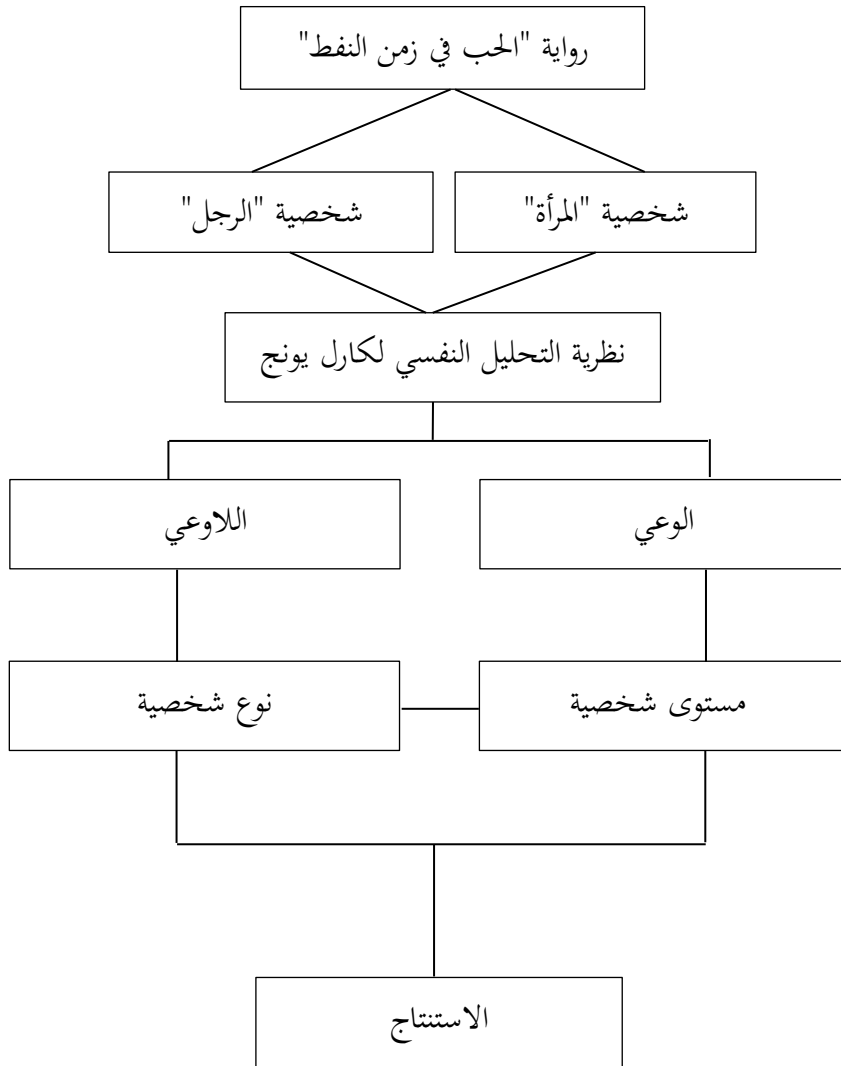 رواية "الحب في زمن النفط"
شخصية "المرأة"
شخصية "الرجل"
نظرية التحليل النفسي لكارل يونج
الوعي
اللاوعي
مستوى شخصية
نوع شخصية
الاستنتاج